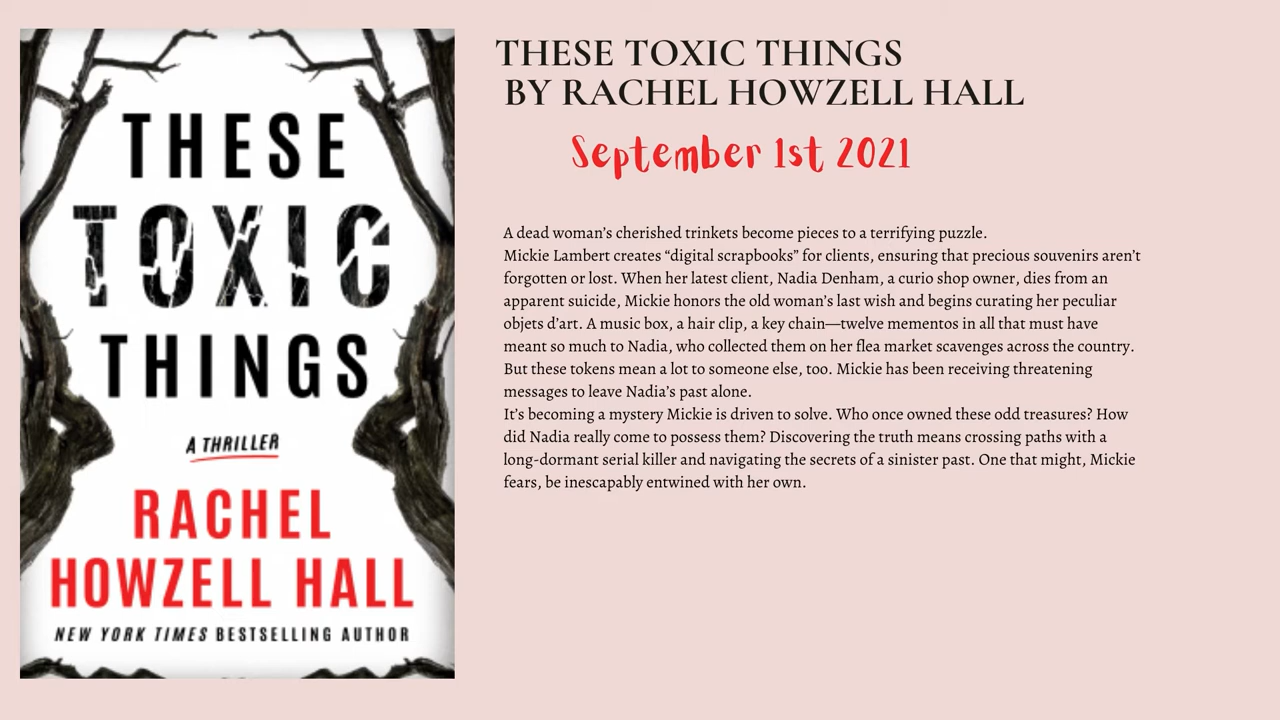 THESE
TOXIC
THINGS
A THRILLER
RACHEL
HOWZELL HALL
NEW YORK TIMES BESTSELLING AUTHOR
THESE TOXIC THINGS
BY RACHEL HOWZELL HALL
September 1st 2021
A dead woman’s cherished trinkets become pieces to a terrifying puzzle.
Mickie Lambert creates “digital scrapbooks” for clients, ensuring that precious souvenirs aren’t
forgotten or lost. When her latest client, Nadia Denham, a curio shop owner, dies from an
apparent suicide, Mickie honors the old woman’s last wish and begins curating her peculiar
objets d’art. A music box, a hair clip, a key chain—twelve mementos in all that must have
meant so much to Nadia, who collected them on her flea market scavenges across the country.
But these tokens mean a lot to someone else, too. Mickie has been receiving threatening
messages to leave Nadia’s past alone.
It’s becoming a mystery Mickie is driven to solve. Who once owned these odd treasures? How
did Nadia really come to possess them? Discovering the truth means crossing paths with a
long-dormant serial killer and navigating the secrets of a sinister past. One that might, Mickie
fears, be inescapably entwined with her own.